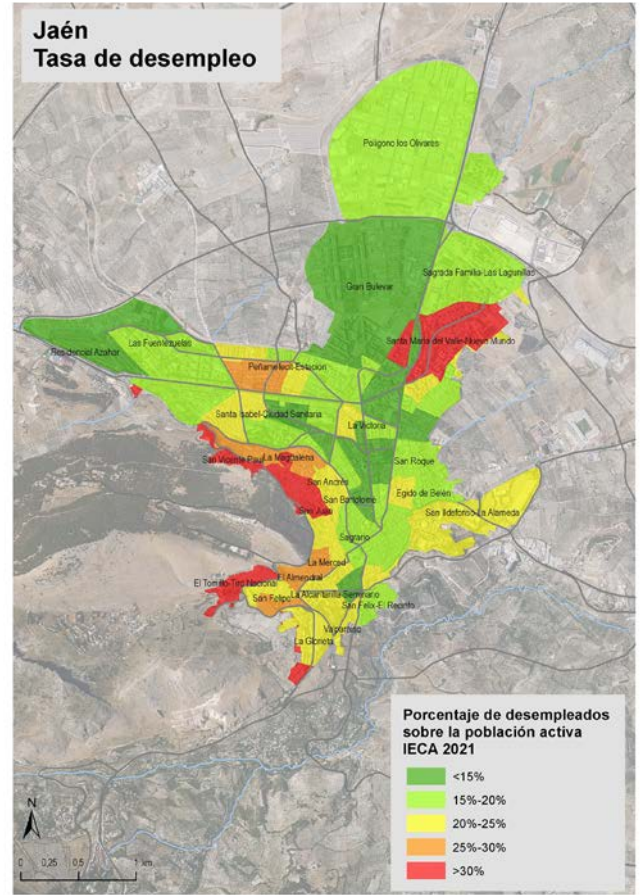 Jaén
Tasa de desempleo
Polígono los Olivares
Sagrada Familia-Las Lagunillas
Gran Bulevar
Santa María del Valle-Nuevo Mundo
Residencial Azahar
Las Fuentezuelas
Peñamefecit-Estación
Santa Isabel-Ciudad Sanitaria
La Victoria
San Vicente Paul
La Magdalena
San Roque
San Andrés
San Bartolomé
San Juan
Egido de Belén
San Ildefonso-La Alameda
Sagrario
La Merced
El Tomillo-Tiro Nacional
El Almendral
San Felipe
La Alcantarilla-Seminario
San Félix-El Recinto
Valparaíso
La Glorieta
Porcentaje de desempleados
sobre la población activa
IECA 2021
<15%
15%-20%
20%-25%
25%-30%
>30%
N
0 0,25 0,5 1 km